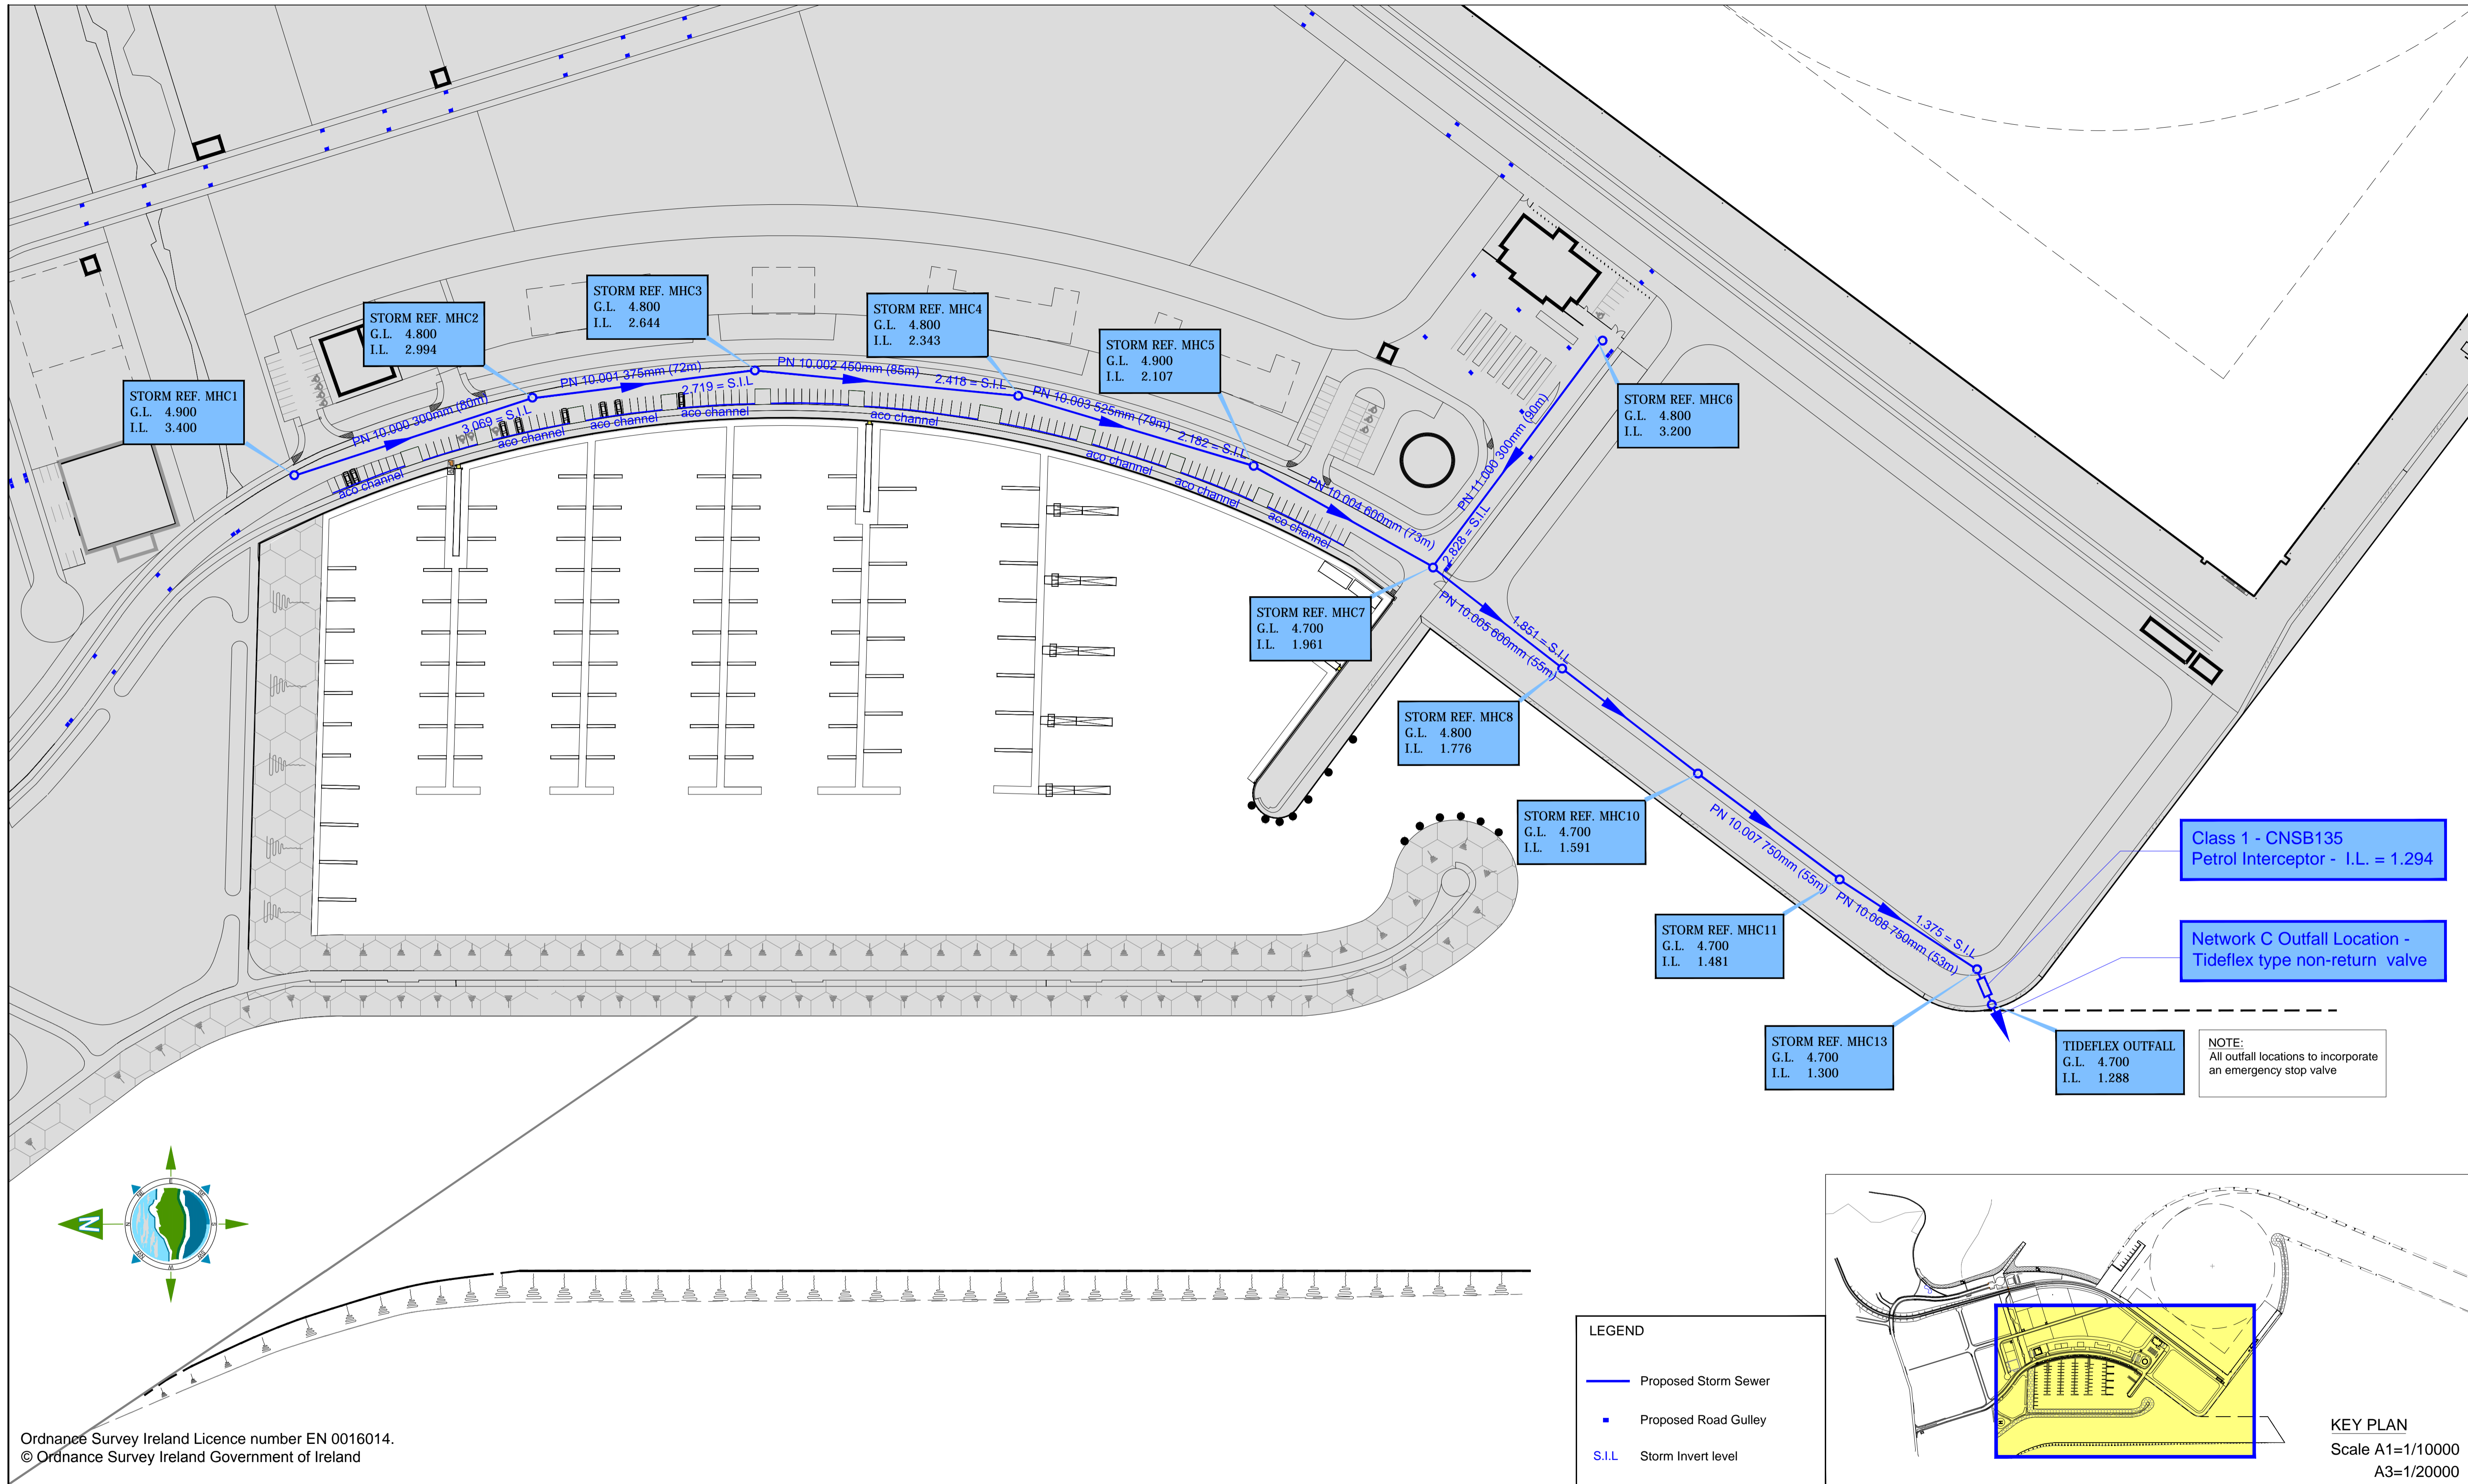 STORM REF. MHC1
G.L. 4.900
I.L. 3.400
STORM REF. MHC2
G.L. 4.800
I.L. 2.994
STORM REF. MHC3
G.L. 4.800
I.L. 2.644
STORM REF. MHC4
G.L. 4.800
I.L. 2.343
STORM REF. MHC5
G.L. 4.900
I.L. 2.107
STORM REF. MHC6
G.L. 4.800
I.L. 3.200
PN 10.000 300mm (80m)
3.069 = S.I.L
PN 10.001 375mm (72m)
2.719 = S.I.L
PN 10.002 450mm (85m)
2.418 = S.I.L
PN 10.003 525mm (79m)
2.182 = S.I.L
PN 10.004 600mm (73m)
PN 11.000 300mm (90m)
2.828 = S.I.L
aco channel
aco channel
aco channel
aco channel
aco channel
aco channel
aco channel
aco channel
STORM REF. MHC7
G.L. 4.700
I.L. 1.961
PN 10.005 600mm (55m)
1.851 = S.I.L
STORM REF. MHC8
G.L. 4.800
I.L. 1.776
STORM REF. MHC10
G.L. 4.700
I.L. 1.591
PN 10.007 750mm (55m)
STORM REF. MHC11
G.L. 4.700
I.L. 1.481
PN 10.008 750mm (53m)
1.375 = S.I.L
STORM REF. MHC13
G.L. 4.700
I.L. 1.300
Class 1 - CNSB135
Petrol Interceptor - I.L. = 1.294
Network C Outfall Location -
Tideflex type non-return valve
TIDEFLEX OUTFALL
G.L. 4.700
I.L. 1.288
NOTE:
All outfall locations to incorporate
an emergency stop valve
N
N
NE
E
SE
S
SW
W
NW
LEGEND
Proposed Storm Sewer
Proposed Road Gulley
S.I.L Storm Invert level
KEY PLAN
Scale A1=1/10000
A3=1/20000
Ordnance Survey Ireland Licence number EN 0016014.
© Ordnance Survey Ireland Government of Ireland